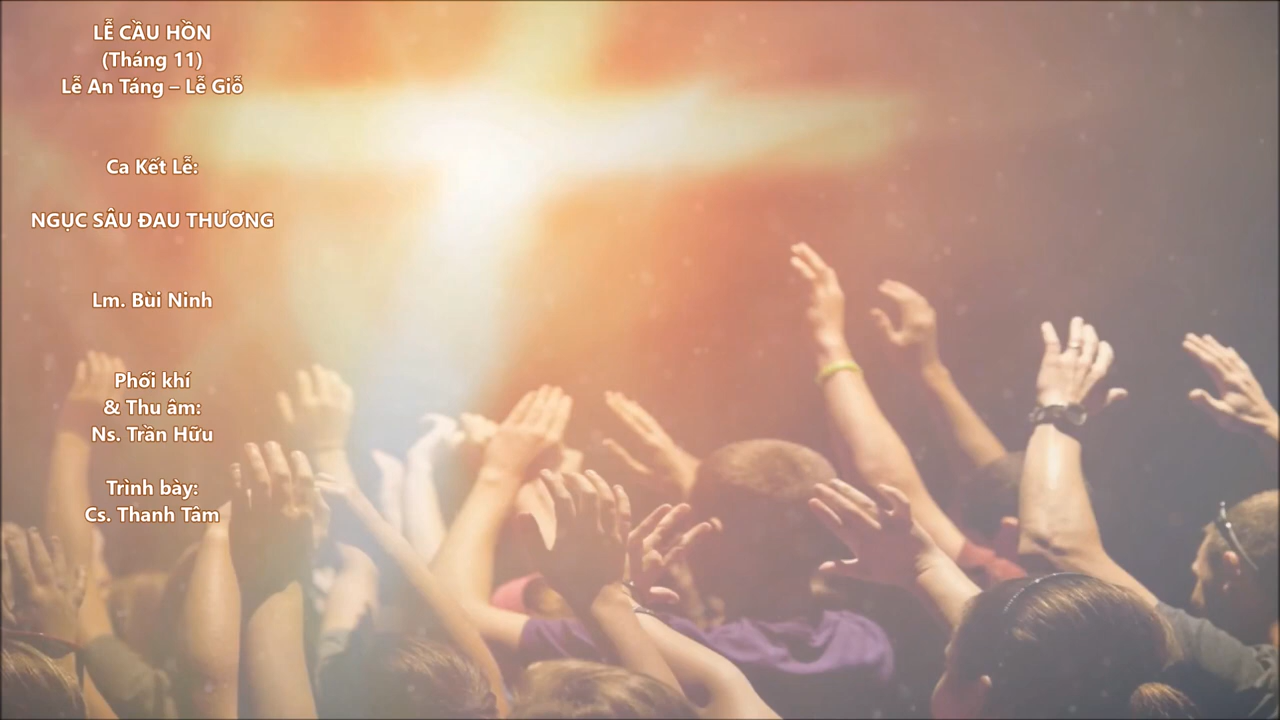 LỄ CẦU HỒN
(Tháng 11)
Lễ An Táng – Lễ Giỗ
Ca Kết Lễ:
NGỤC SÂU ĐAU THƯƠNG
Lm. Bùi Ninh
Phối khí
& Thu âm:
Ns. Trần Hữu
Trình bày:
Cs. Thanh Tâm